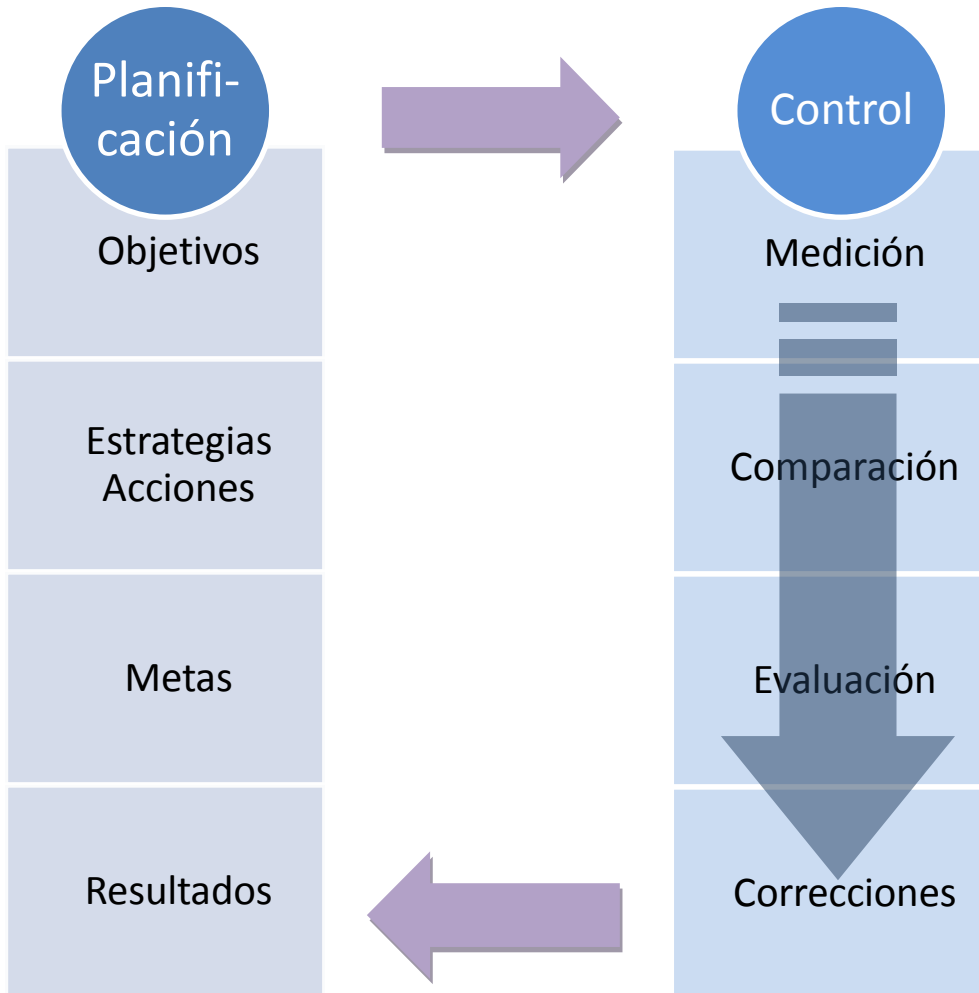 Planifi-
cación
Objetivos
Estrategias
Acciones
Metas
Resultados
Control
Medición
Comparación
Evaluación
Correcciones